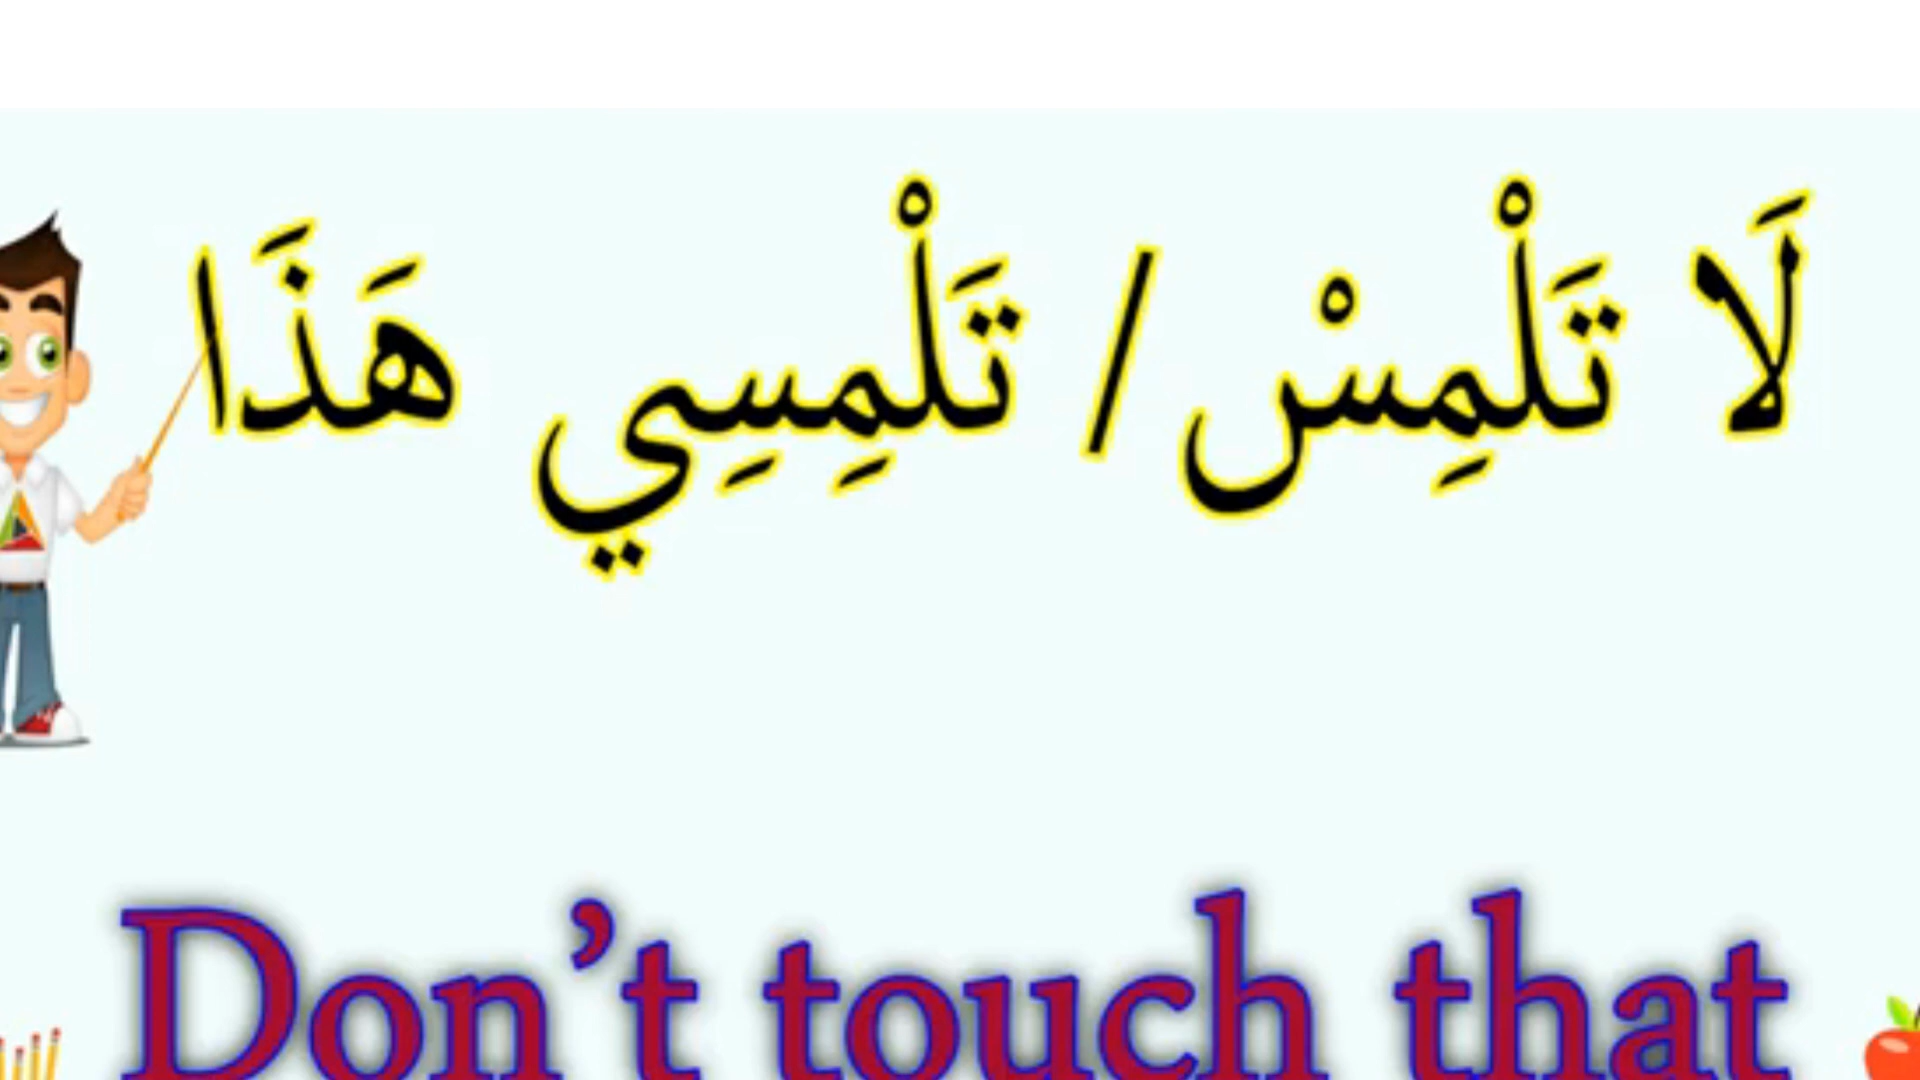 لَا تَلْمِسْ / تَلْمِسِي هَذَا
Don’t touch that